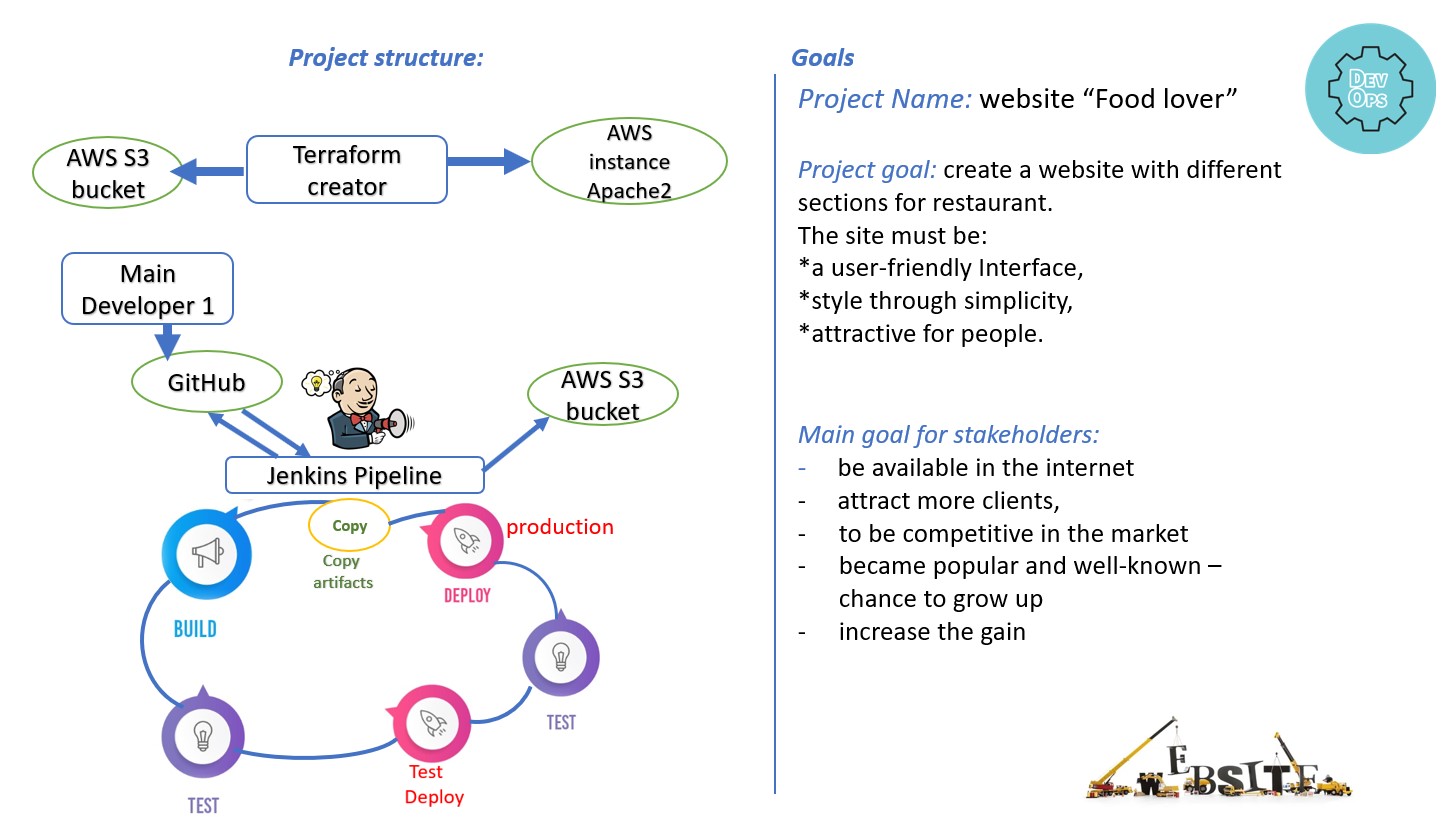 Project structure:
AWS S3
bucket
Terraform
creator
AWS
instance
Apache2
Main
Developer 1
GitHub
AWS S3
bucket
Jenkins Pipeline
Copy
Copy
artifacts
production
DEPLOY
BUILD
TEST
Test
Deploy
TEST
Goals
Project Name: website “Food lover”
Project goal: create a website with different
sections for restaurant.
The site must be:
*a user-friendly Interface,
*style through simplicity,
*attractive for people.
Main goal for stakeholders:
- be available in the internet
- attract more clients,
- to be competitive in the market
- became popular and well-known –
chance to grow up
- increase the gain
DEV
OPS
WEBSITE